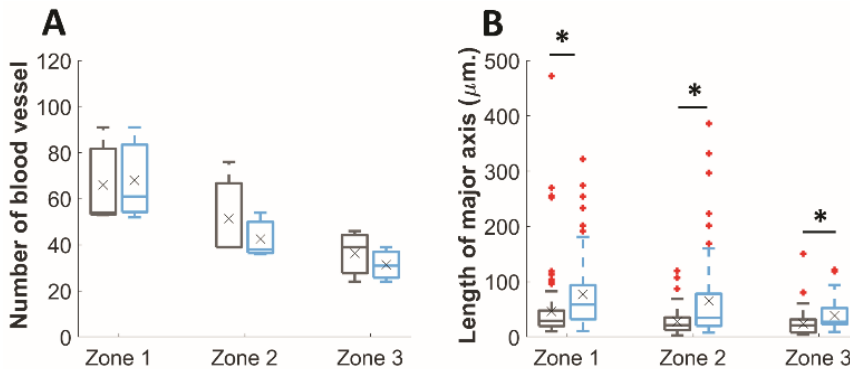 A
Number of blood vessel
120
100
80
60
40
20
0
Zone 1
Zone 2
Zone 3
B
Length of major axis (μm.)
500
400
300
200
100
0
*
*
*
Zone 1
Zone 2
Zone 3